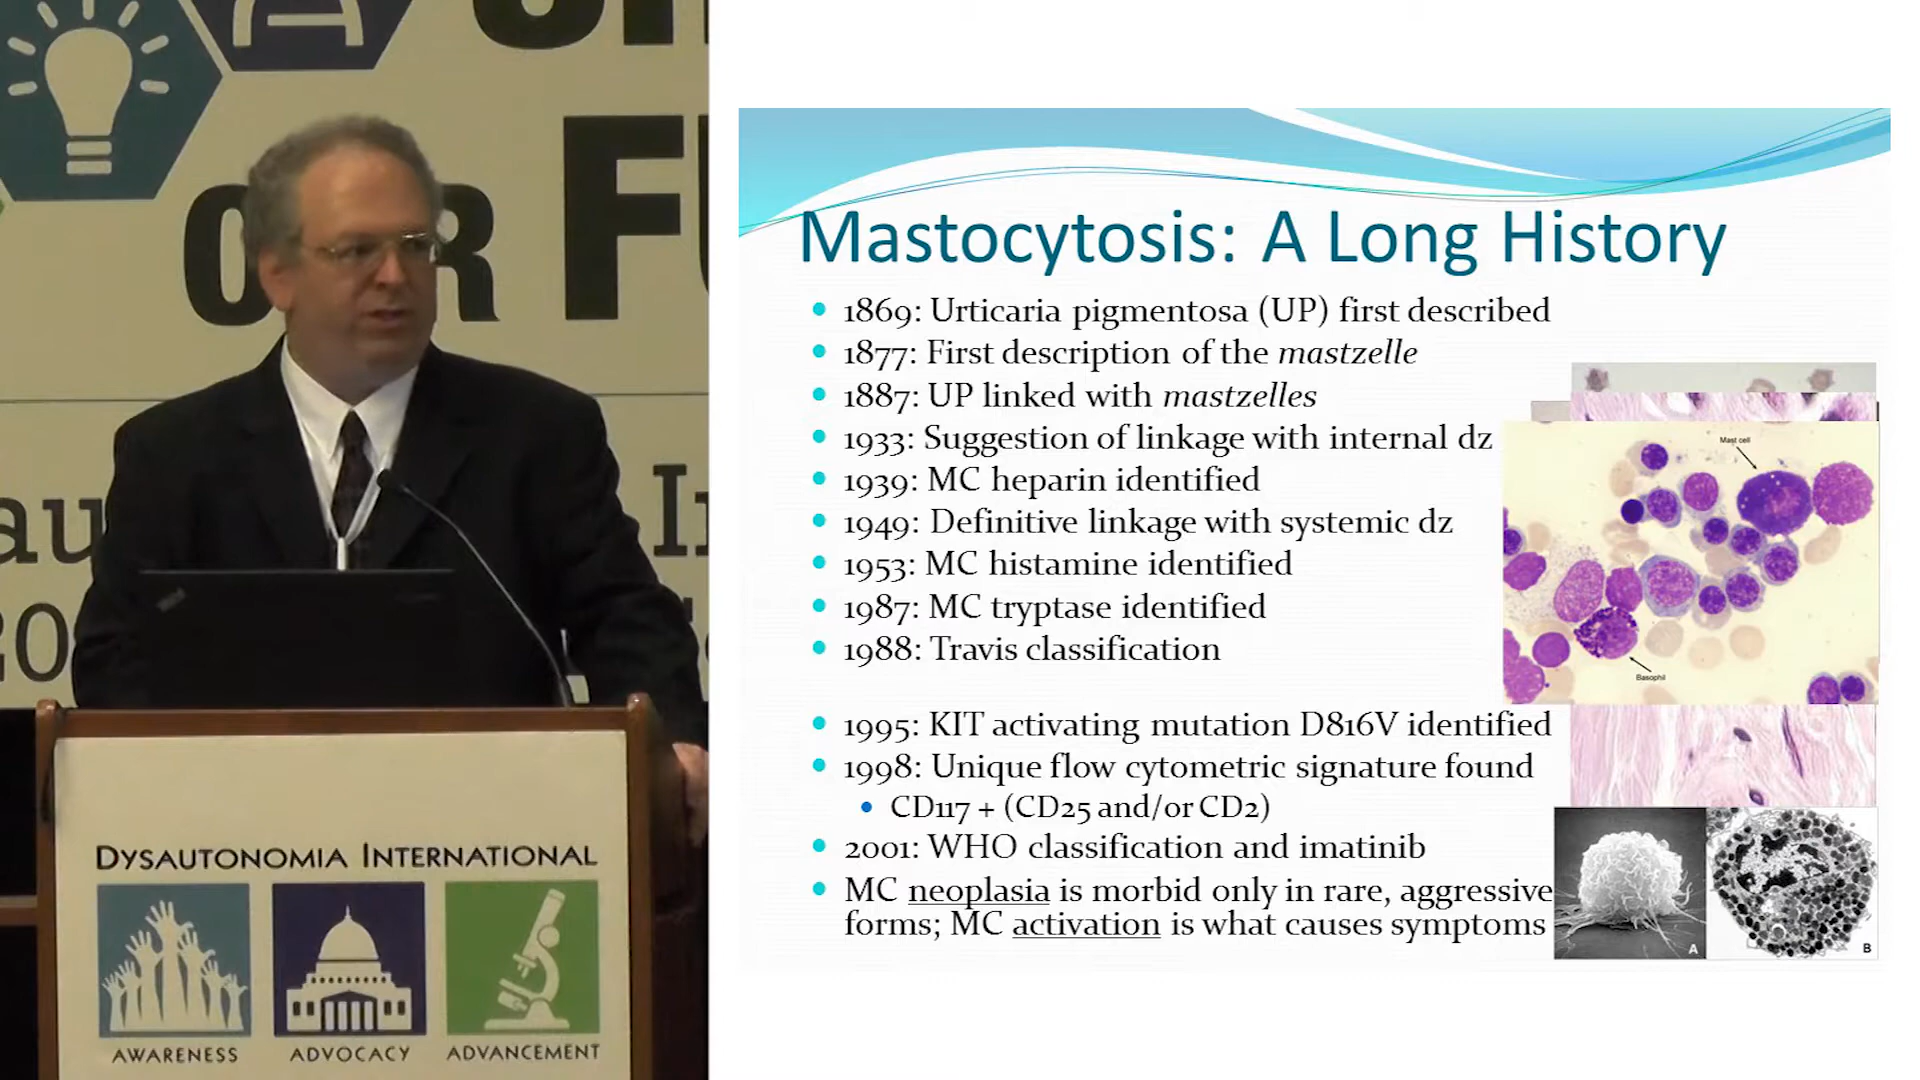 OUR
Mastocytosis: A Long History
1869: Urticaria pigmentosa (UP) first described
1877: First description of the mastzelle
1887: UP linked with mastzelles
1933: Suggestion of linkage with internal dz
1939: MC heparin identified
1949: Definitive linkage with systemic dz
1953: MC histamine identified
1987: MC tryptase identified
1988: Travis classification
1995: KIT activating mutation D816V identified
1998: Unique flow cytometric signature found
CD117 + (CD25 and/or CD2)
2001: WHO classification and imatinib
MC neoplasia is morbid only in rare, aggressive
forms; MC activation is what causes symptoms
Mast cell
Basophil
A
B
DYSAUTONOMIA INTERNATIONAL
AWARENESS
ADVOCACY
ADVANCEMENT